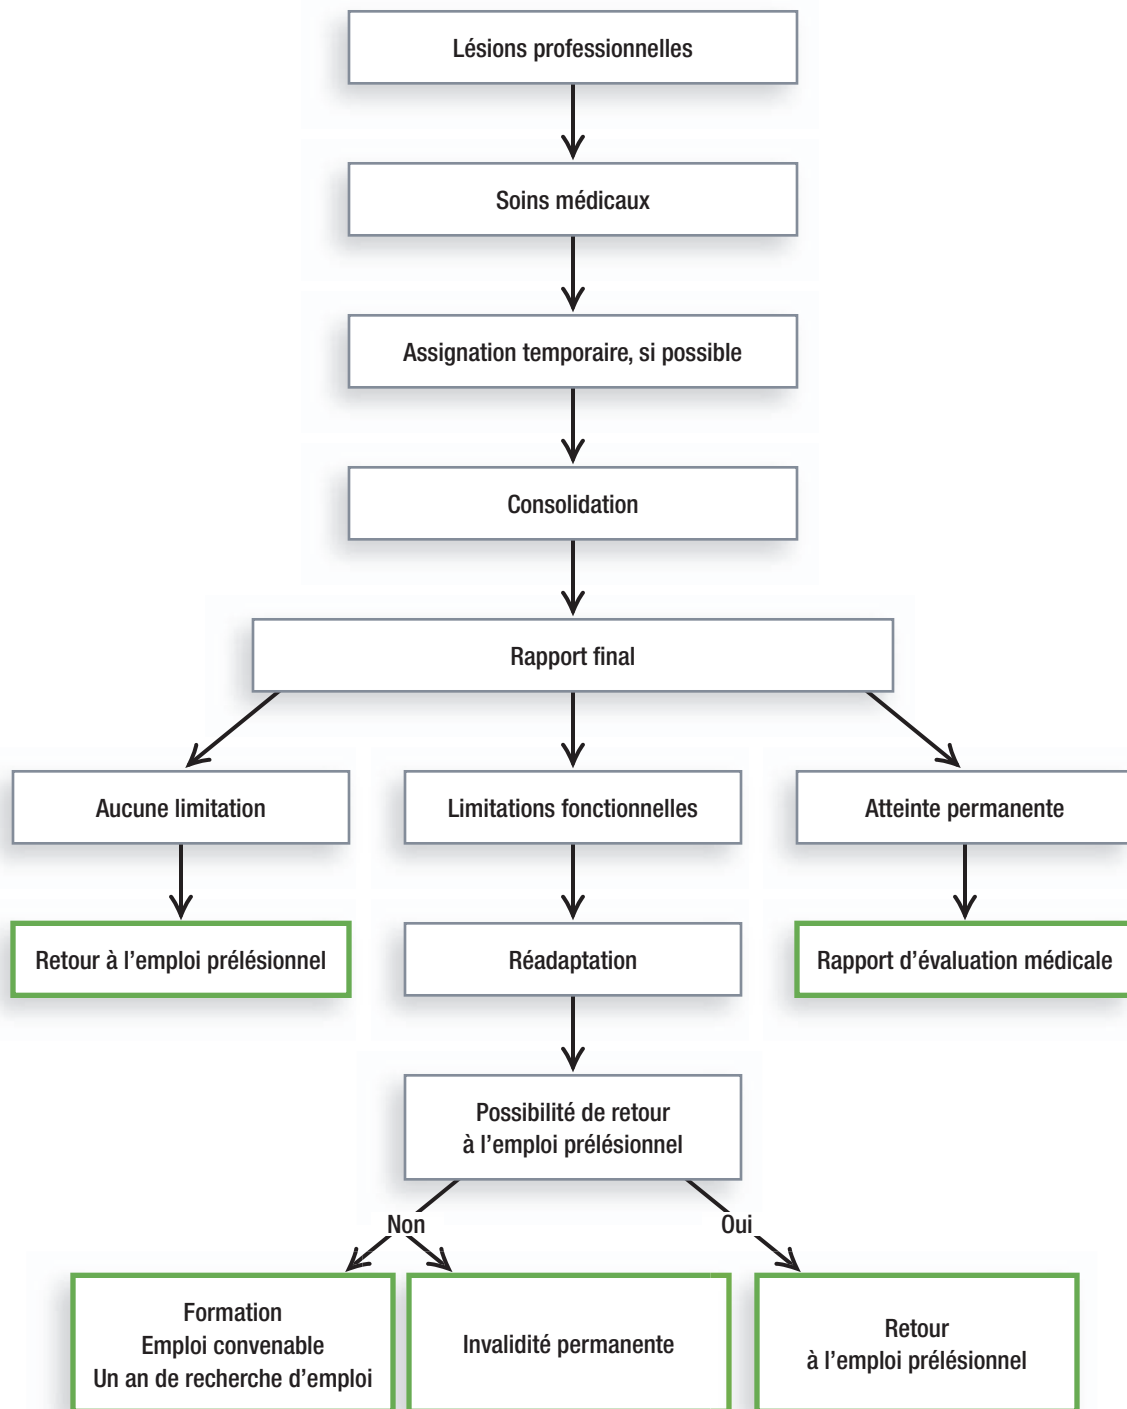 Lésions professionnelles
Soins médicaux
Assignation temporaire, si possible
Consolidation
Rapport final
Aucune limitation
Limitations fonctionnelles
Atteinte permanente
Retour à l’emploi prélésionnel
Réadaptation
Rapport d’évaluation médicale
Possibilité de retour
à l’emploi prélésionnel
Non
Oui
Formation
Emploi convenable
Un an de recherche d’emploi
Invalidité permanente
Retour
à l’emploi prélésionnel